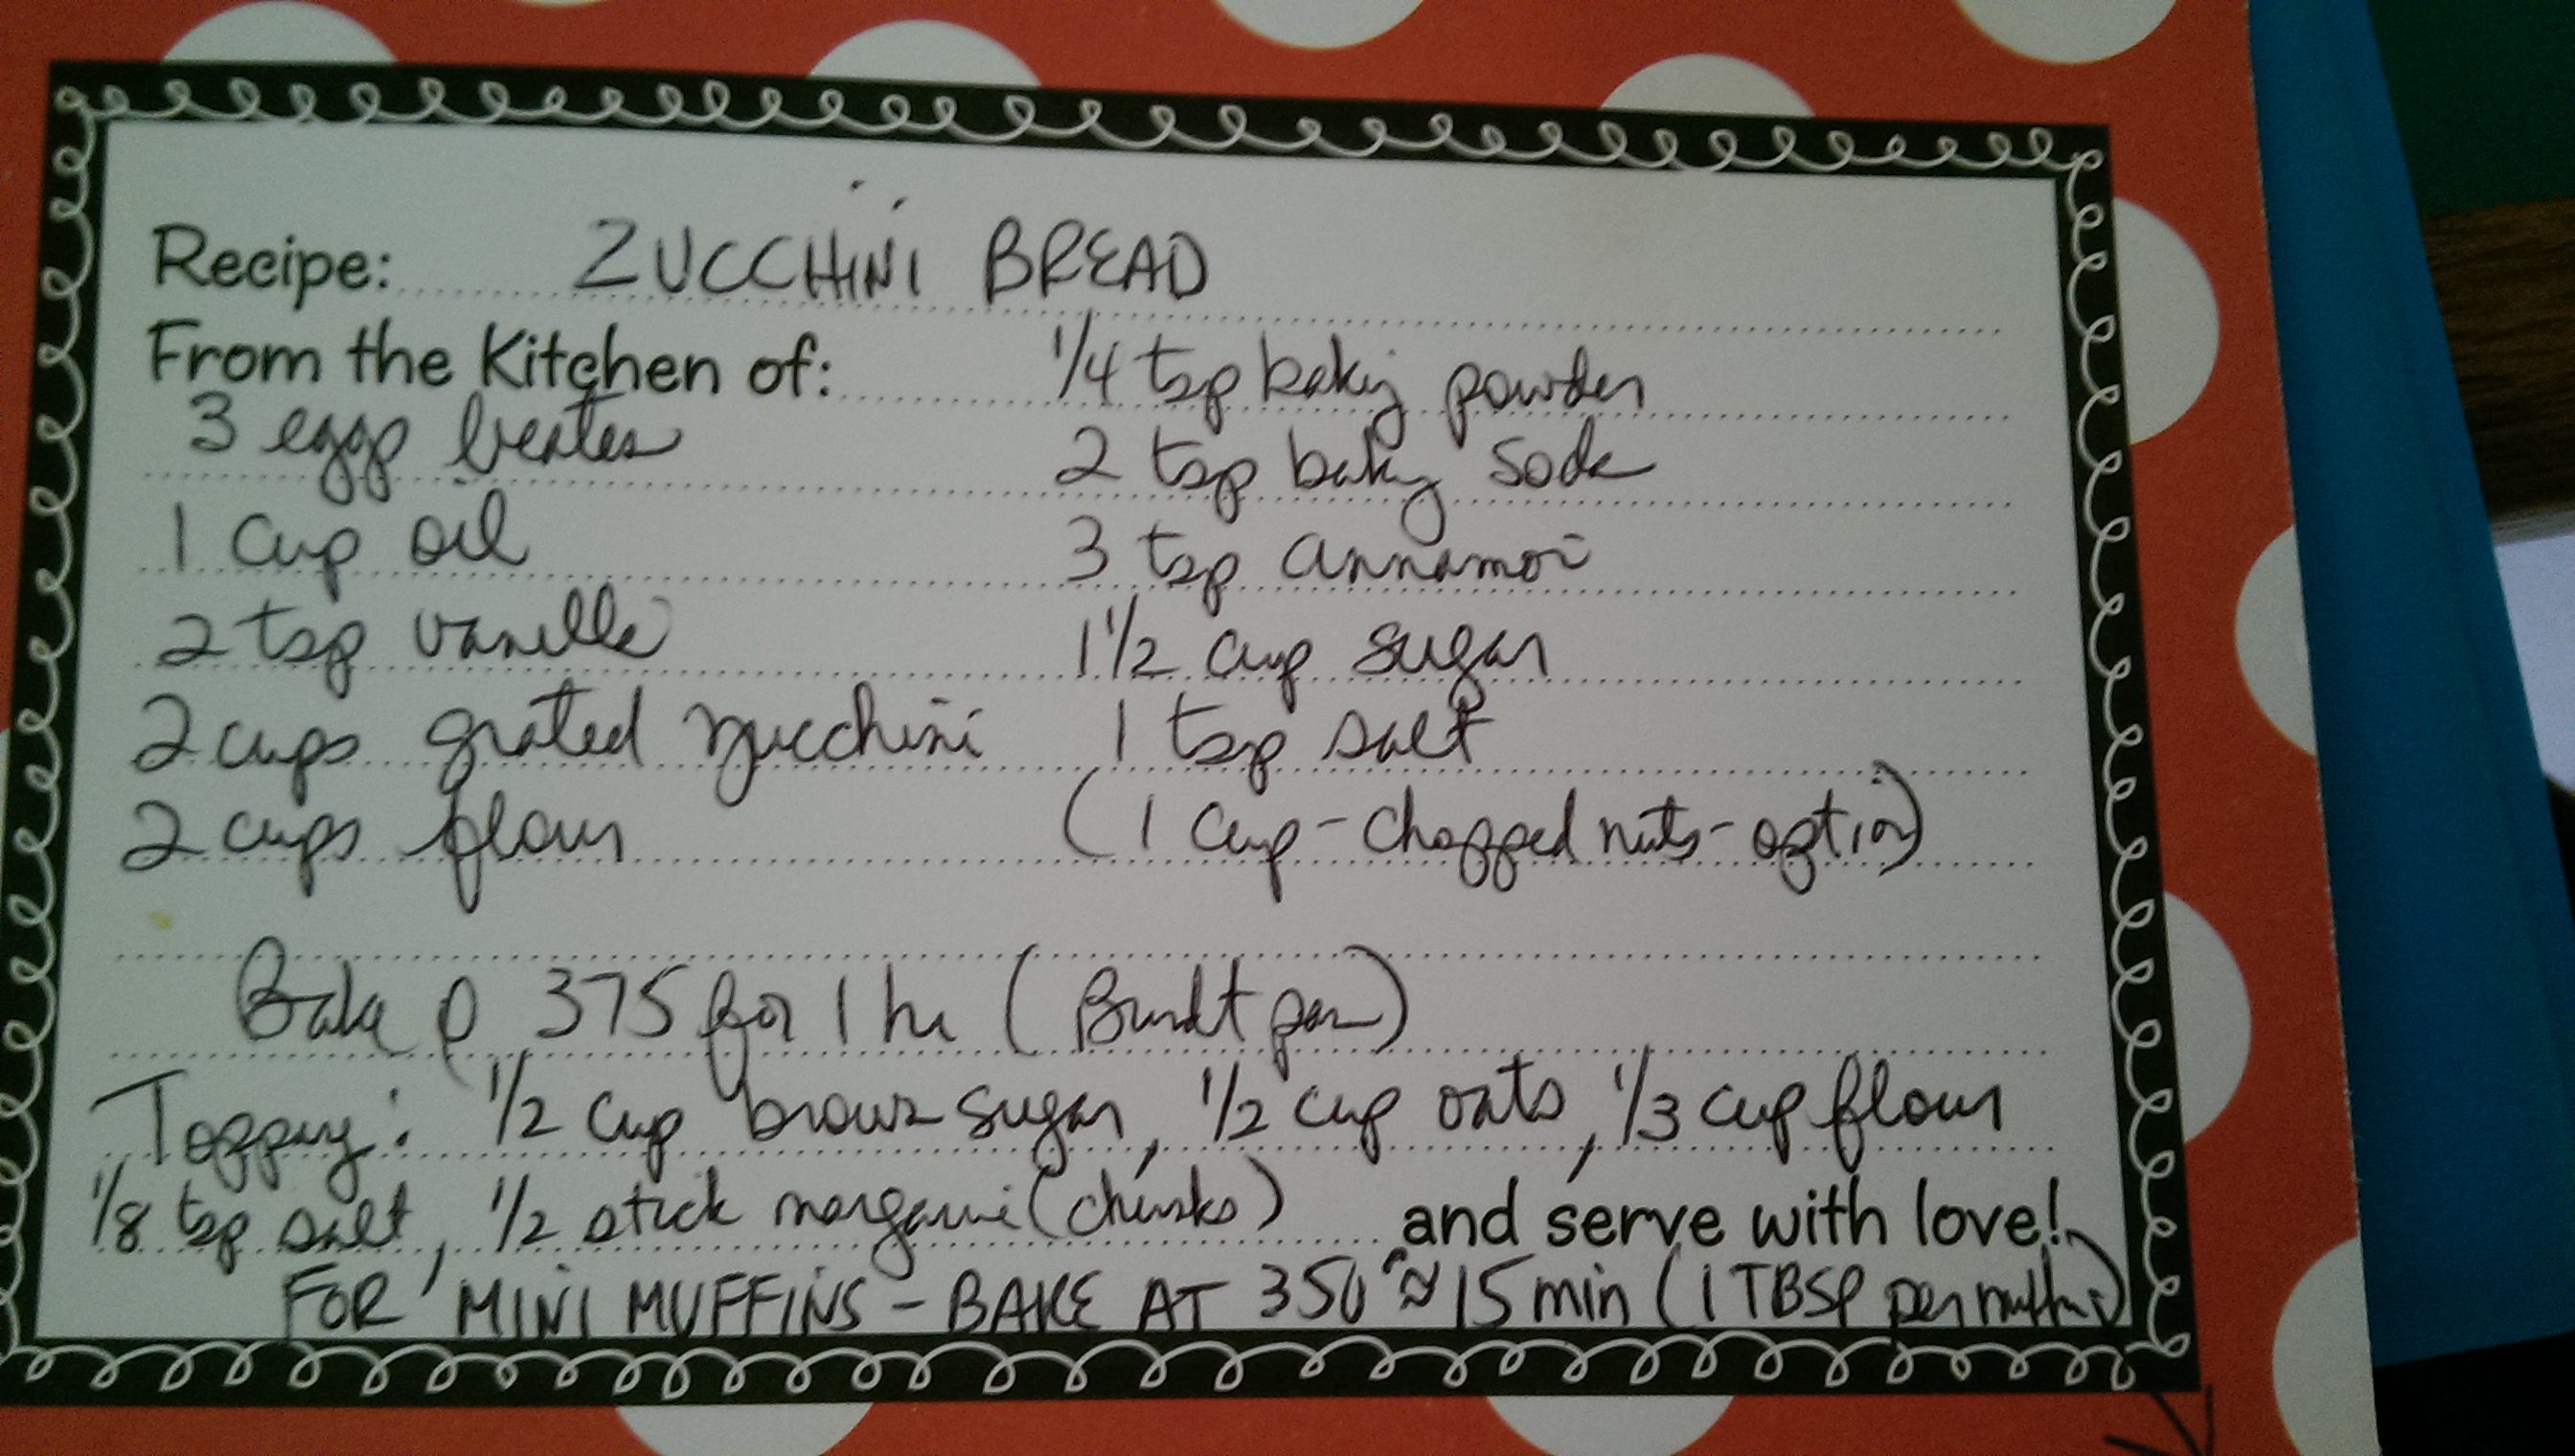 Recipe: ZUCCHINI BREAD
From the Kitchen of:
3 eggs beaten
1 cup oil
2 tsp vanilla
2 cups grated zucchini
2 cups flour
1/4 tsp baking powder
2 tsp baking soda
3 tsp cinnamon
1 1/2 cup sugar
1 tsp salt
(1 cup - chopped nuts - option)
Bake @ 375 for 1 hr (Bundt pan)
Topping: 1/2 cup brown sugar, 1/2 cup oats, 1/3 cup flour
1/8 tsp salt, 1/2 stick margarine (chunks) and serve with love!
FOR MINI MUFFINS - BAKE AT 350° ≈ 15 min (1 TBSP per muffin)